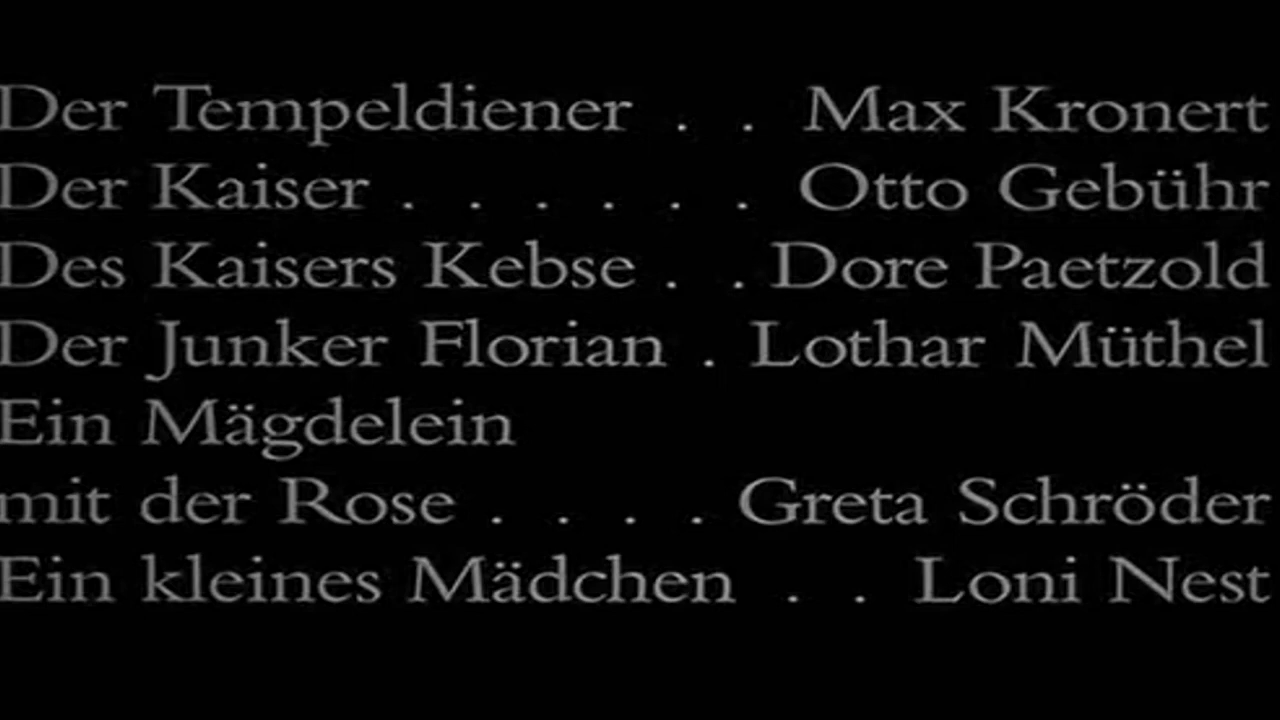 Der Tempeldiener . . Max Kronert
Der Kaiser . . . . . . Otto Gebühr
Des Kaisers Kebse . . Dore Paetzold
Der Junker Florian . Lothar Müthel
Ein Mägdelein
mit der Rose . . . . Greta Schröder
Ein kleines Mädchen . . Loni Nest